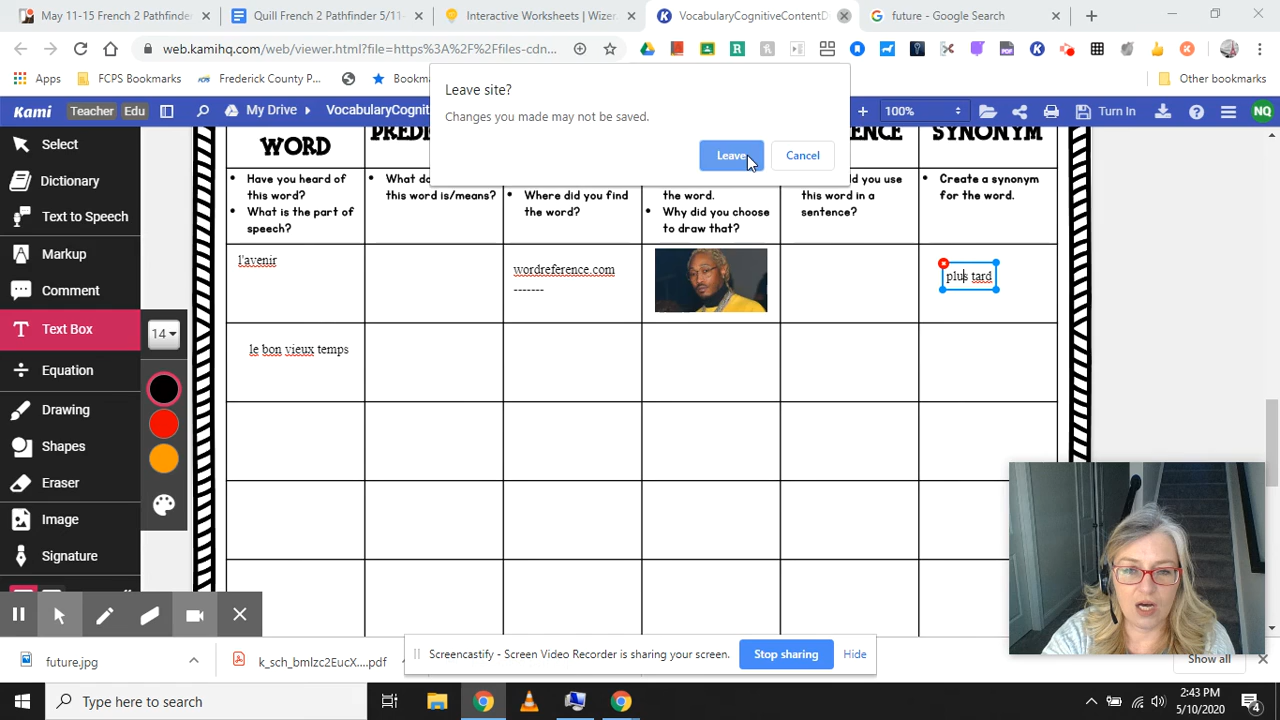 May 11-15 French 2 Pathfinder
Quill French 2 Pathfinder 5/11-
Interactive Worksheets | Wizer.
VocabularyCognitiveContentD
future - Google Search
web.kamihq.com/web/viewer.html?file=https%3A%2F%2Ffiles-cdn...
Apps
FCPS Bookmarks
Frederick County P...
Bookm
Other bookmarks
Leave site?
Changes you made may not be saved.
Leave
Cancel
Kami
Teacher
Edu
My Drive
VocabularyCognit
100%
Turn In
NQ
Select
Dictionary
Text to Speech
Markup
Comment
Text Box
14
Equation
Drawing
Shapes
Eraser
Image
Signature
WORD
SYNONYM
Have you heard of
this word?
What is the part of
speech?
this word is/means?
Where did you find
the word?
the word.
Why did you choose
to draw that?
this word in a
sentence?
Create a synonym
for the word.
l'avenir
wordreference.com
-------
plus tard
le bon vieux temps
Screencastify - Screen Video Recorder is sharing your screen.
Stop sharing
Hide
future.jpg
k_sch_bmIzc2EucX....pdf
Show all
Type here to search
2:43 PM
5/10/2020
4